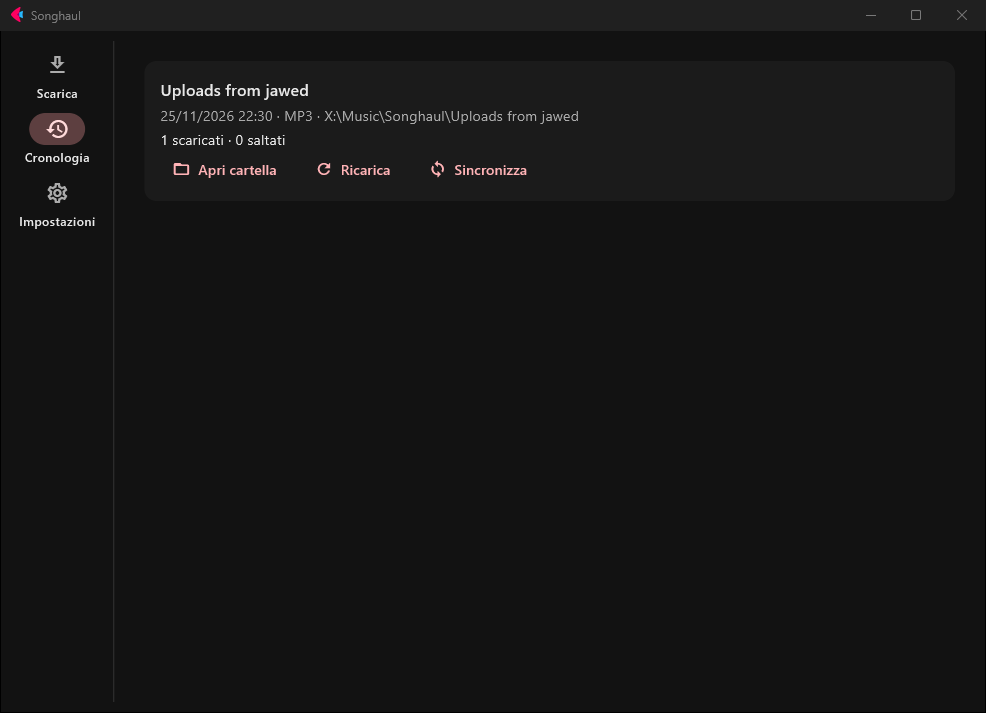 Songhaul
Scarica
Cronologia
Impostazioni
Uploads from jawed
25/11/2026 22:30 · MP3 · X:\Music\Songhaul\Uploads from jawed
1 scaricati · 0 saltati
Apri cartella Ricarica Sincronizza